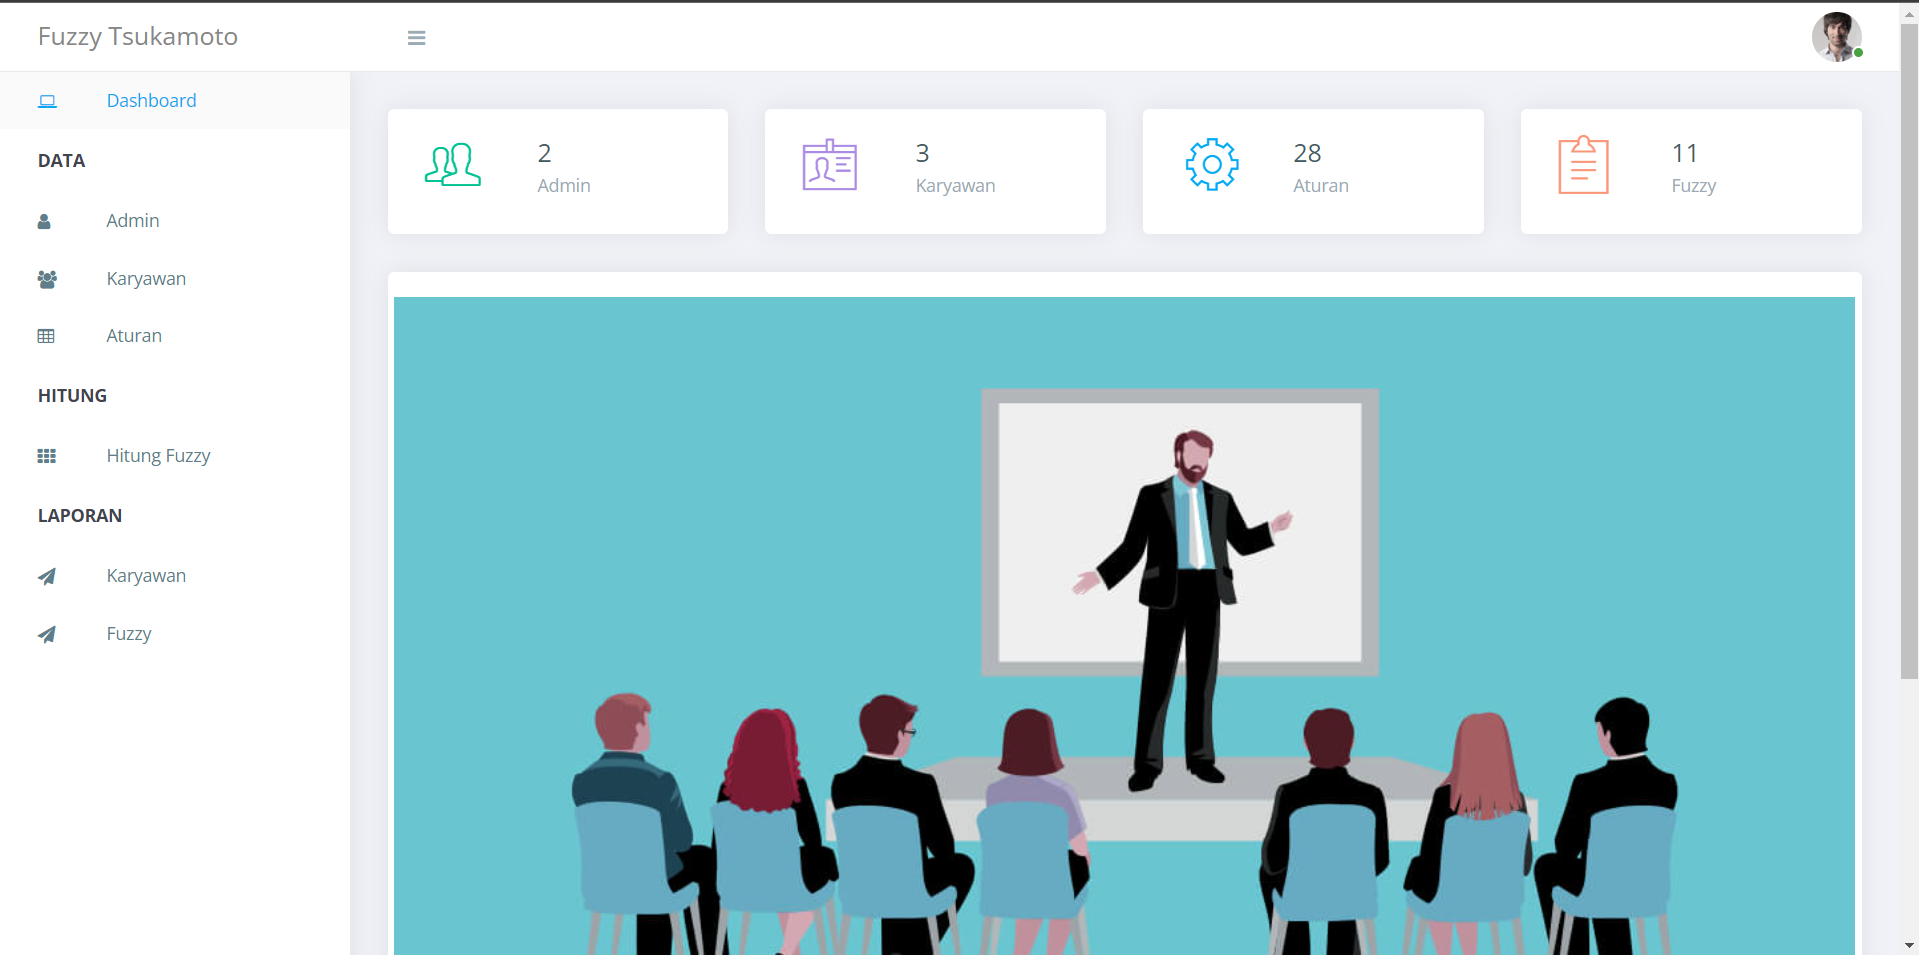 Fuzzy Tsukamoto
Dashboard
DATA
Admin
Karyawan
Aturan
HITUNG
Hitung Fuzzy
LAPORAN
Karyawan
Fuzzy
2
Admin
3
Karyawan
28
Aturan
11
Fuzzy